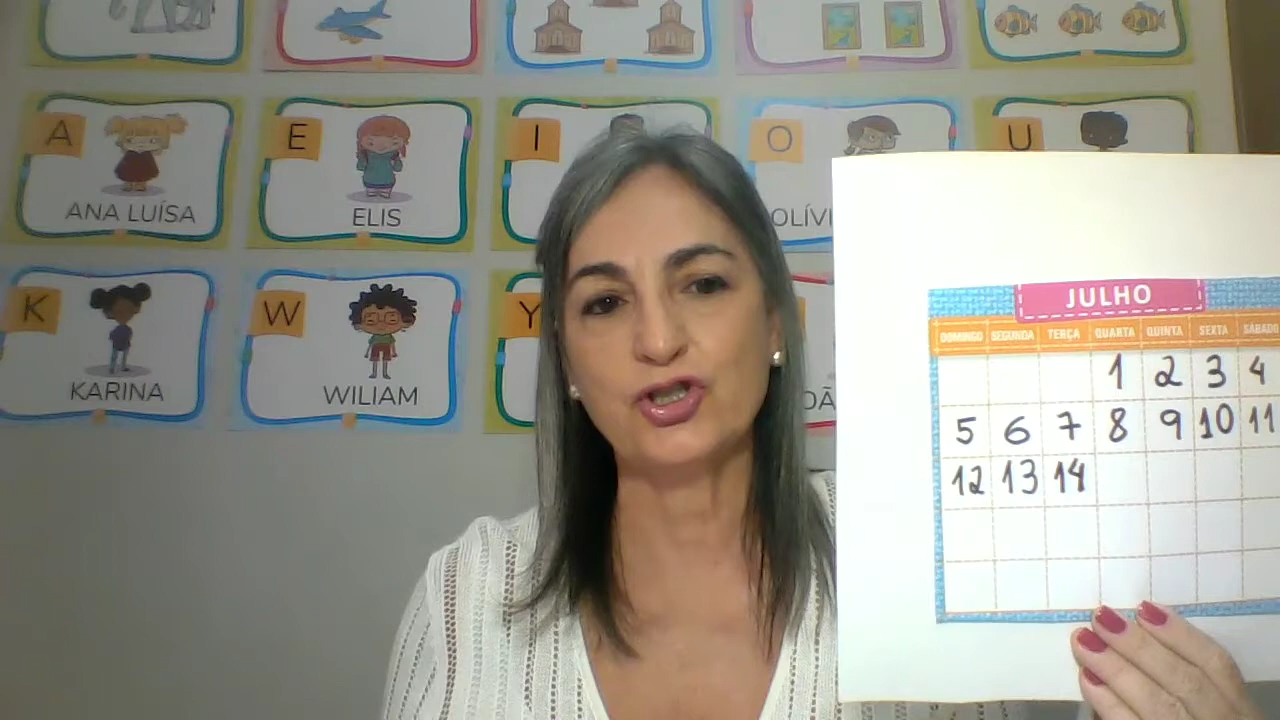 A
ANA LUÍSA
E
ELIS
I
O
U
K
KARINA
W
WILIAM
Y
JULHO
DOMINGO SEGUNDA TERÇA QUARTA QUINTA SEXTA SÁBADO
1 2 3 4
5 6 7 8 9 10 11
12 13 14